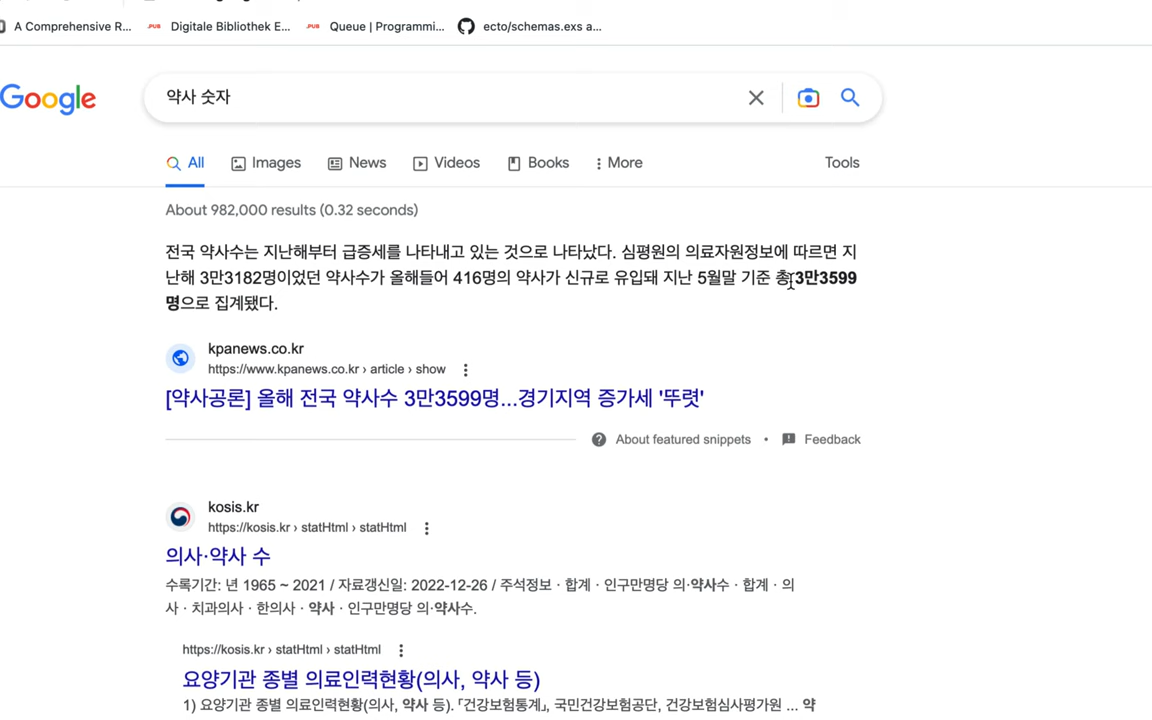 A Comprehensive R...
Digitale Bibliothek E...
Queue | Programmi...
ecto/schemas.exs a...
Google
약사 숫자
All
Images
News
Videos
Books
More
Tools
About 982,000 results (0.32 seconds)
전국 약사수는 지난해부터 급증세를 나타내고 있는 것으로 나타났다. 심평원의 의료자원정보에 따르면 지
난해 3만3182명이었던 약사수가 올해들어 416명의 약사가 신규로 유입돼 지난 5월말 기준 총 3만3599
명으로 집계됐다.
kpanews.co.kr
https://www.kpanews.co.kr › article › show
[약사공론] 올해 전국 약사수 3만3599명...경기지역 증가세 '뚜렷'
About featured snippets
•
Feedback
kosis.kr
https://kosis.kr › statHtml › statHtml
의사·약사 수
수록기간: 년 1965 ~ 2021 / 자료갱신일: 2022-12-26 / 주석정보 · 합계 · 인구만명당 의·약사수 · 합계 · 의
사 · 치과의사 · 한의사 · 약사 · 인구만명당 의·약사수.
https://kosis.kr › statHtml › statHtml
요양기관 종별 의료인력현황(의사, 약사 등)
1) 요양기관 종별 의료인력현황(의사, 약사 등).「건강보험통계」, 국민건강보험공단, 건강보험심사평가원 ... 약